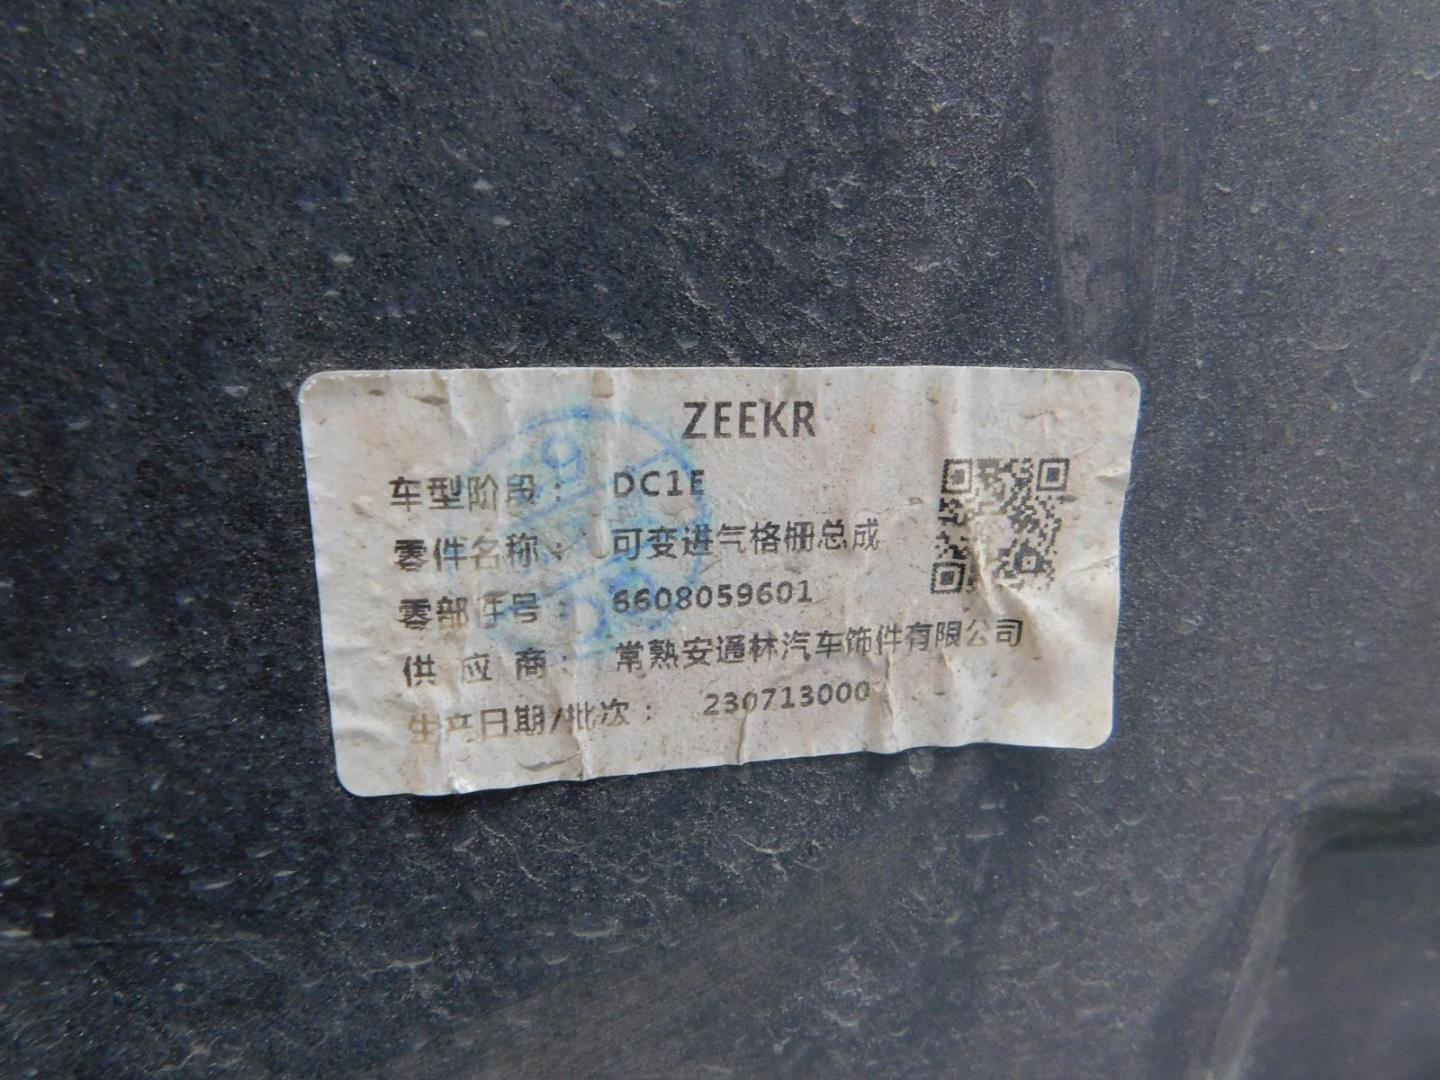 ZEEKR
车型阶段： DC1E
零件名称： 可变进气格栅总成
零部件号： 6608059601
供应商： 常熟安通林汽车饰件有限公司
生产日期/批次： 230713000